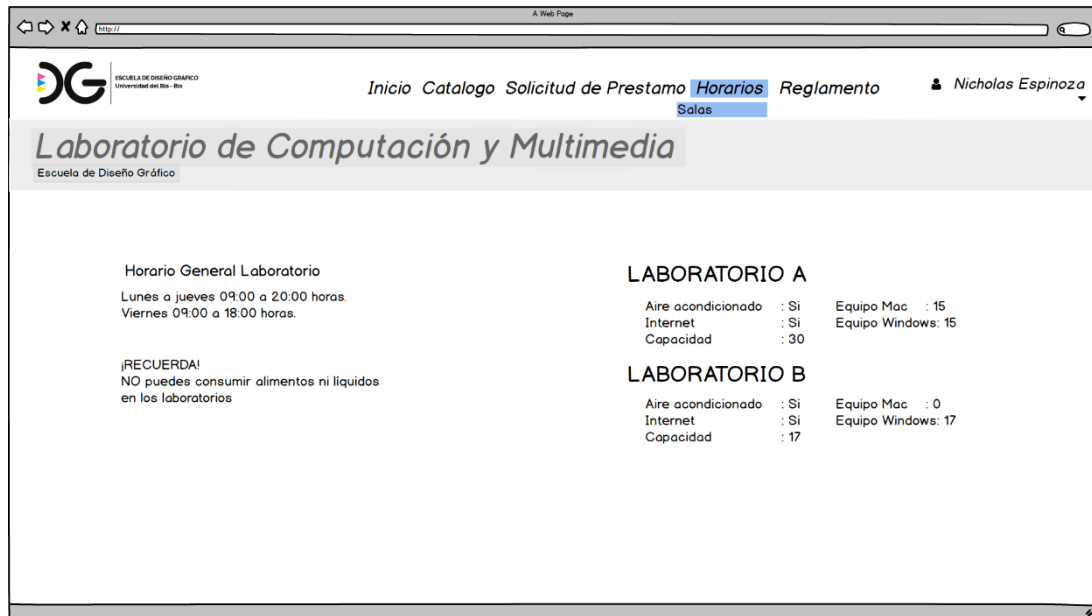 A Web Page
http://
DG
ESCUELA DE DISEÑO GRÁFICO
Universidad del Bío - Bío
Inicio Catalogo Solicitud de Prestamo Horarios Reglamento
Nicholas Espinoza
Salas
Laboratorio de Computación y Multimedia
Escuela de Diseño Gráfico
Horario General Laboratorio
Lunes a jueves 09:00 a 20:00 horas.
Viernes 09:00 a 18:00 horas.
¡RECUERDA!
NO puedes consumir alimentos ni líquidos
en los laboratorios
LABORATORIO A
Aire acondicionado : Si Equipo Mac : 15
Internet : Si Equipo Windows: 15
Capacidad : 30
LABORATORIO B
Aire acondicionado : Si Equipo Mac : 0
Internet : Si Equipo Windows: 17
Capacidad : 17